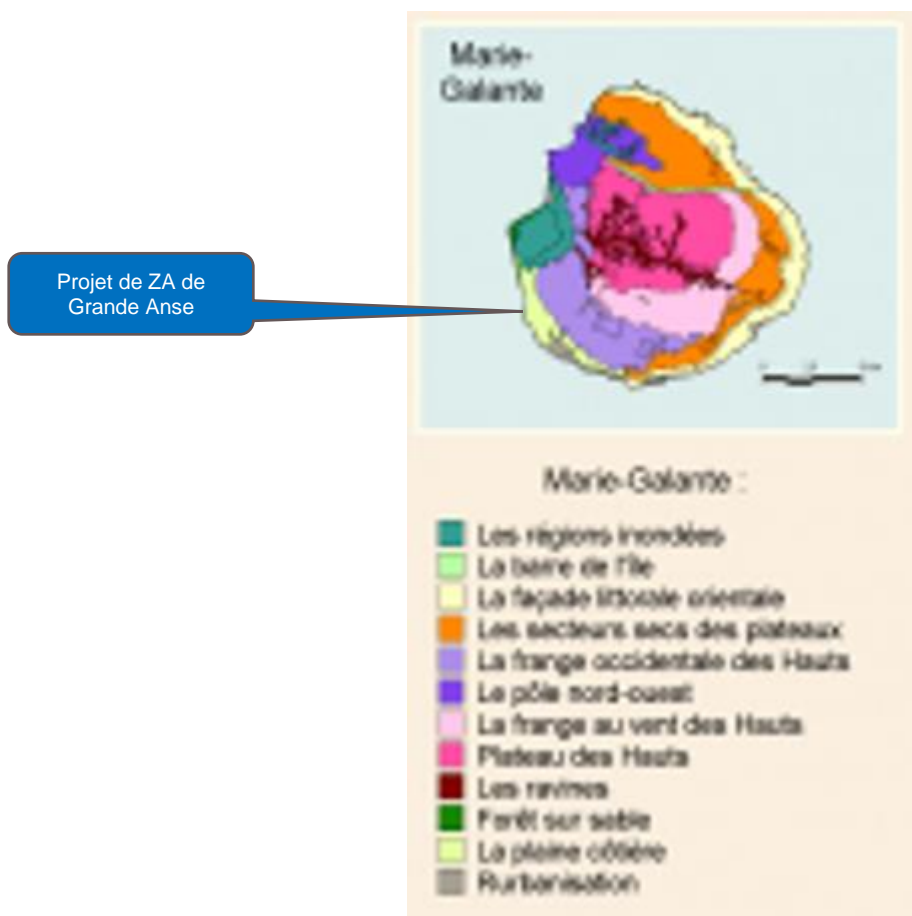 Marie-
Galante
Projet de ZA de
Grande Anse
Marie-Galante :
Les régions inondées
La barre de l'île
La façade littorale orientale
Les secteurs secs des plateaux
La frange occidentale des Hauts
Le pôle nord-ouest
La frange au vent des Hauts
Plateau des Hauts
Les ravines
Forêt sur sable
La plaine côtière
Rurbanisation